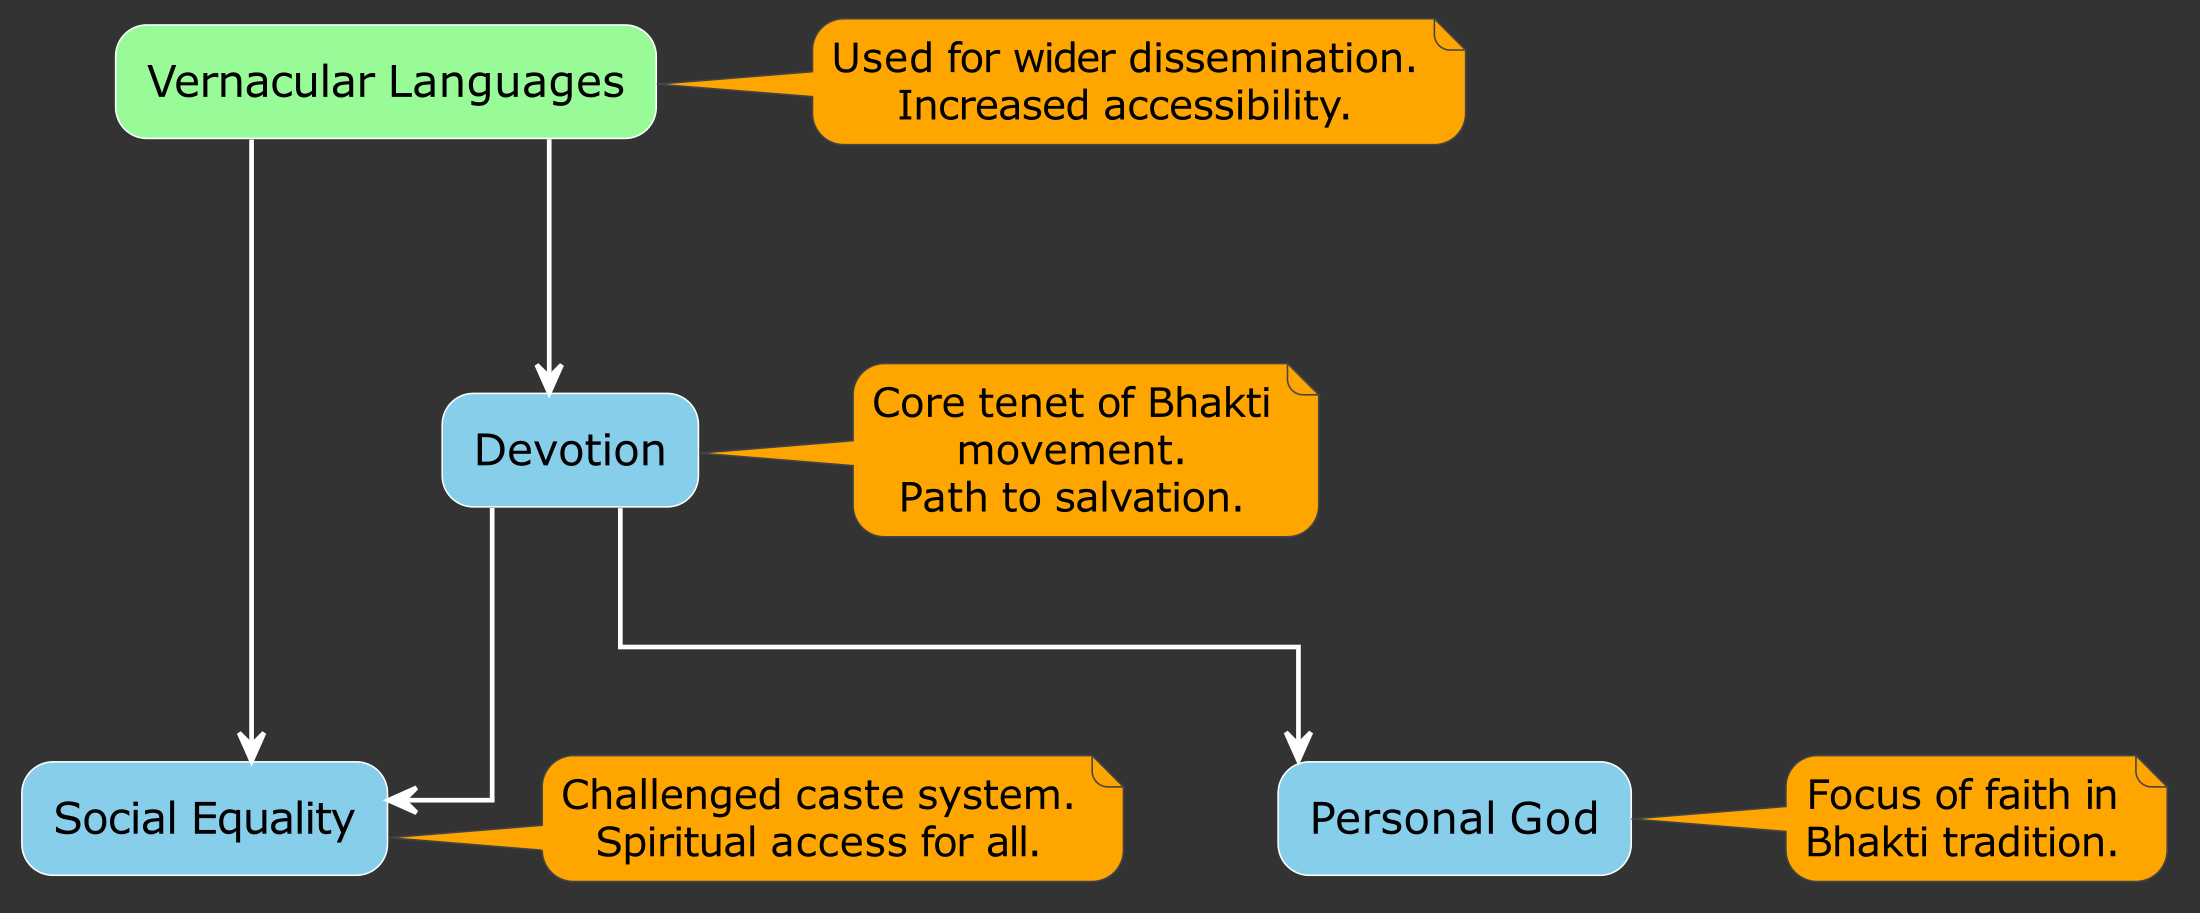 Vernacular Languages
Used for wider dissemination.
Increased accessibility.
Devotion
Core tenet of Bhakti
movement.
Path to salvation.
Social Equality
Challenged caste system.
Spiritual access for all.
Personal God
Focus of faith in
Bhakti tradition.